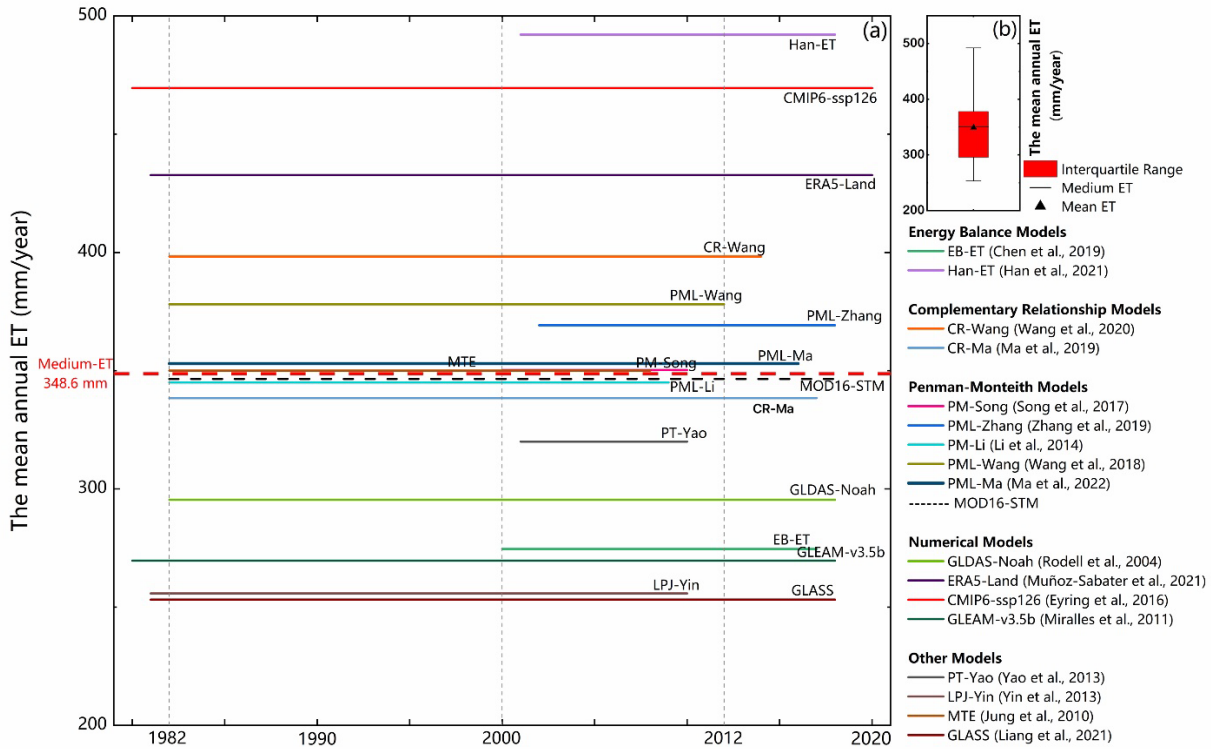 The mean annual ET (mm/year)
500
400
300
200
(a)
Han-ET
CMIP6-ssp126
ERA5-Land
CR-Wang
PML-Wang
PML-Zhang
Medium-ET
348.6 mm
MTE
PM-Song
PML-Ma
PML-Li
MOD16-STM
CR-Ma
PT-Yao
GLDAS-Noah
EB-ET
GLEAM-v3.5b
LPJ-Yin
GLASS
1982
1990
2000
2012
2020
(b)
500
400
300
200
The mean annual ET
(mm/year)
Interquartile Range
Medium ET
Mean ET
Energy Balance Models
EB-ET (Chen et al., 2019)
Han-ET (Han et al., 2021)
Complementary Relationship Models
CR-Wang (Wang et al., 2020)
CR-Ma (Ma et al., 2019)
Penman-Monteith Models
PM-Song (Song et al., 2017)
PML-Zhang (Zhang et al., 2019)
PM-Li (Li et al., 2014)
PML-Wang (Wang et al., 2018)
PML-Ma (Ma et al., 2022)
MOD16-STM
Numerical Models
GLDAS-Noah (Rodell et al., 2004)
ERA5-Land (Muñoz-Sabater et al., 2021)
CMIP6-ssp126 (Eyring et al., 2016)
GLEAM-v3.5b (Miralles et al., 2011)
Other Models
PT-Yao (Yao et al., 2013)
LPJ-Yin (Yin et al., 2013)
MTE (Jung et al., 2010)
GLASS (Liang et al., 2021)